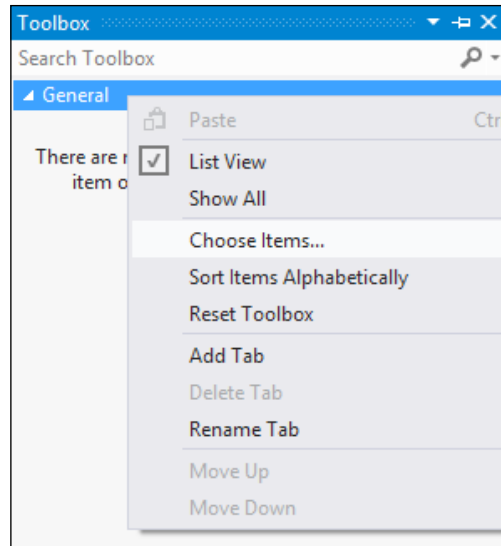 Toolbox
Search Toolbox
General
Paste Ctr
There are
List View
item o
Show All
Choose Items...
Sort Items Alphabetically
Reset Toolbox
Add Tab
Delete Tab
Rename Tab
Move Up
Move Down